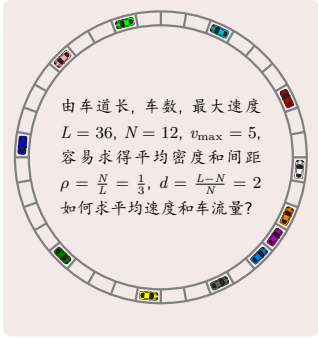 由车道长, 车数, 最大速度
L = 36, N = 12, v_max = 5,
容易求得平均密度和间距
ρ = N/L = 1/3, d = (L−N)/N = 2
如何求平均速度和车流量?